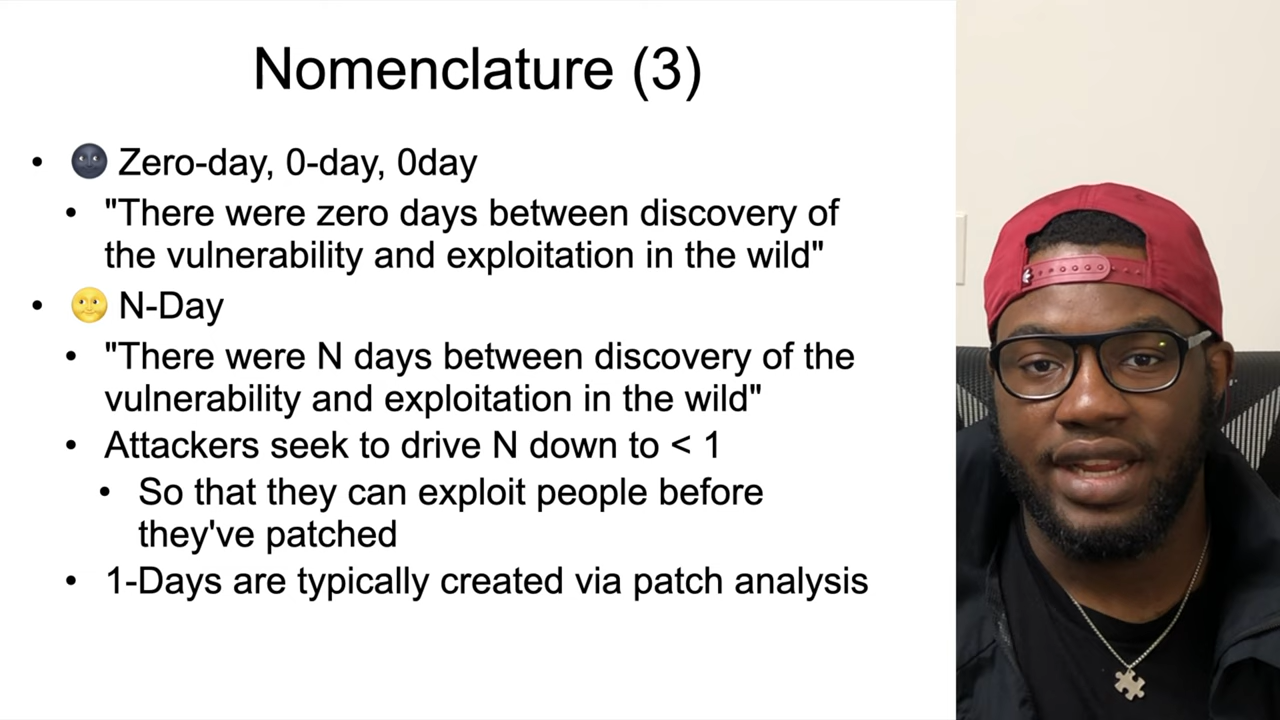 Nomenclature (3)
• 🌚 Zero-day, 0-day, 0day
• "There were zero days between discovery of
the vulnerability and exploitation in the wild"
• 🌝 N-Day
• "There were N days between discovery of the
vulnerability and exploitation in the wild"
• Attackers seek to drive N down to < 1
• So that they can exploit people before
they've patched
• 1-Days are typically created via patch analysis